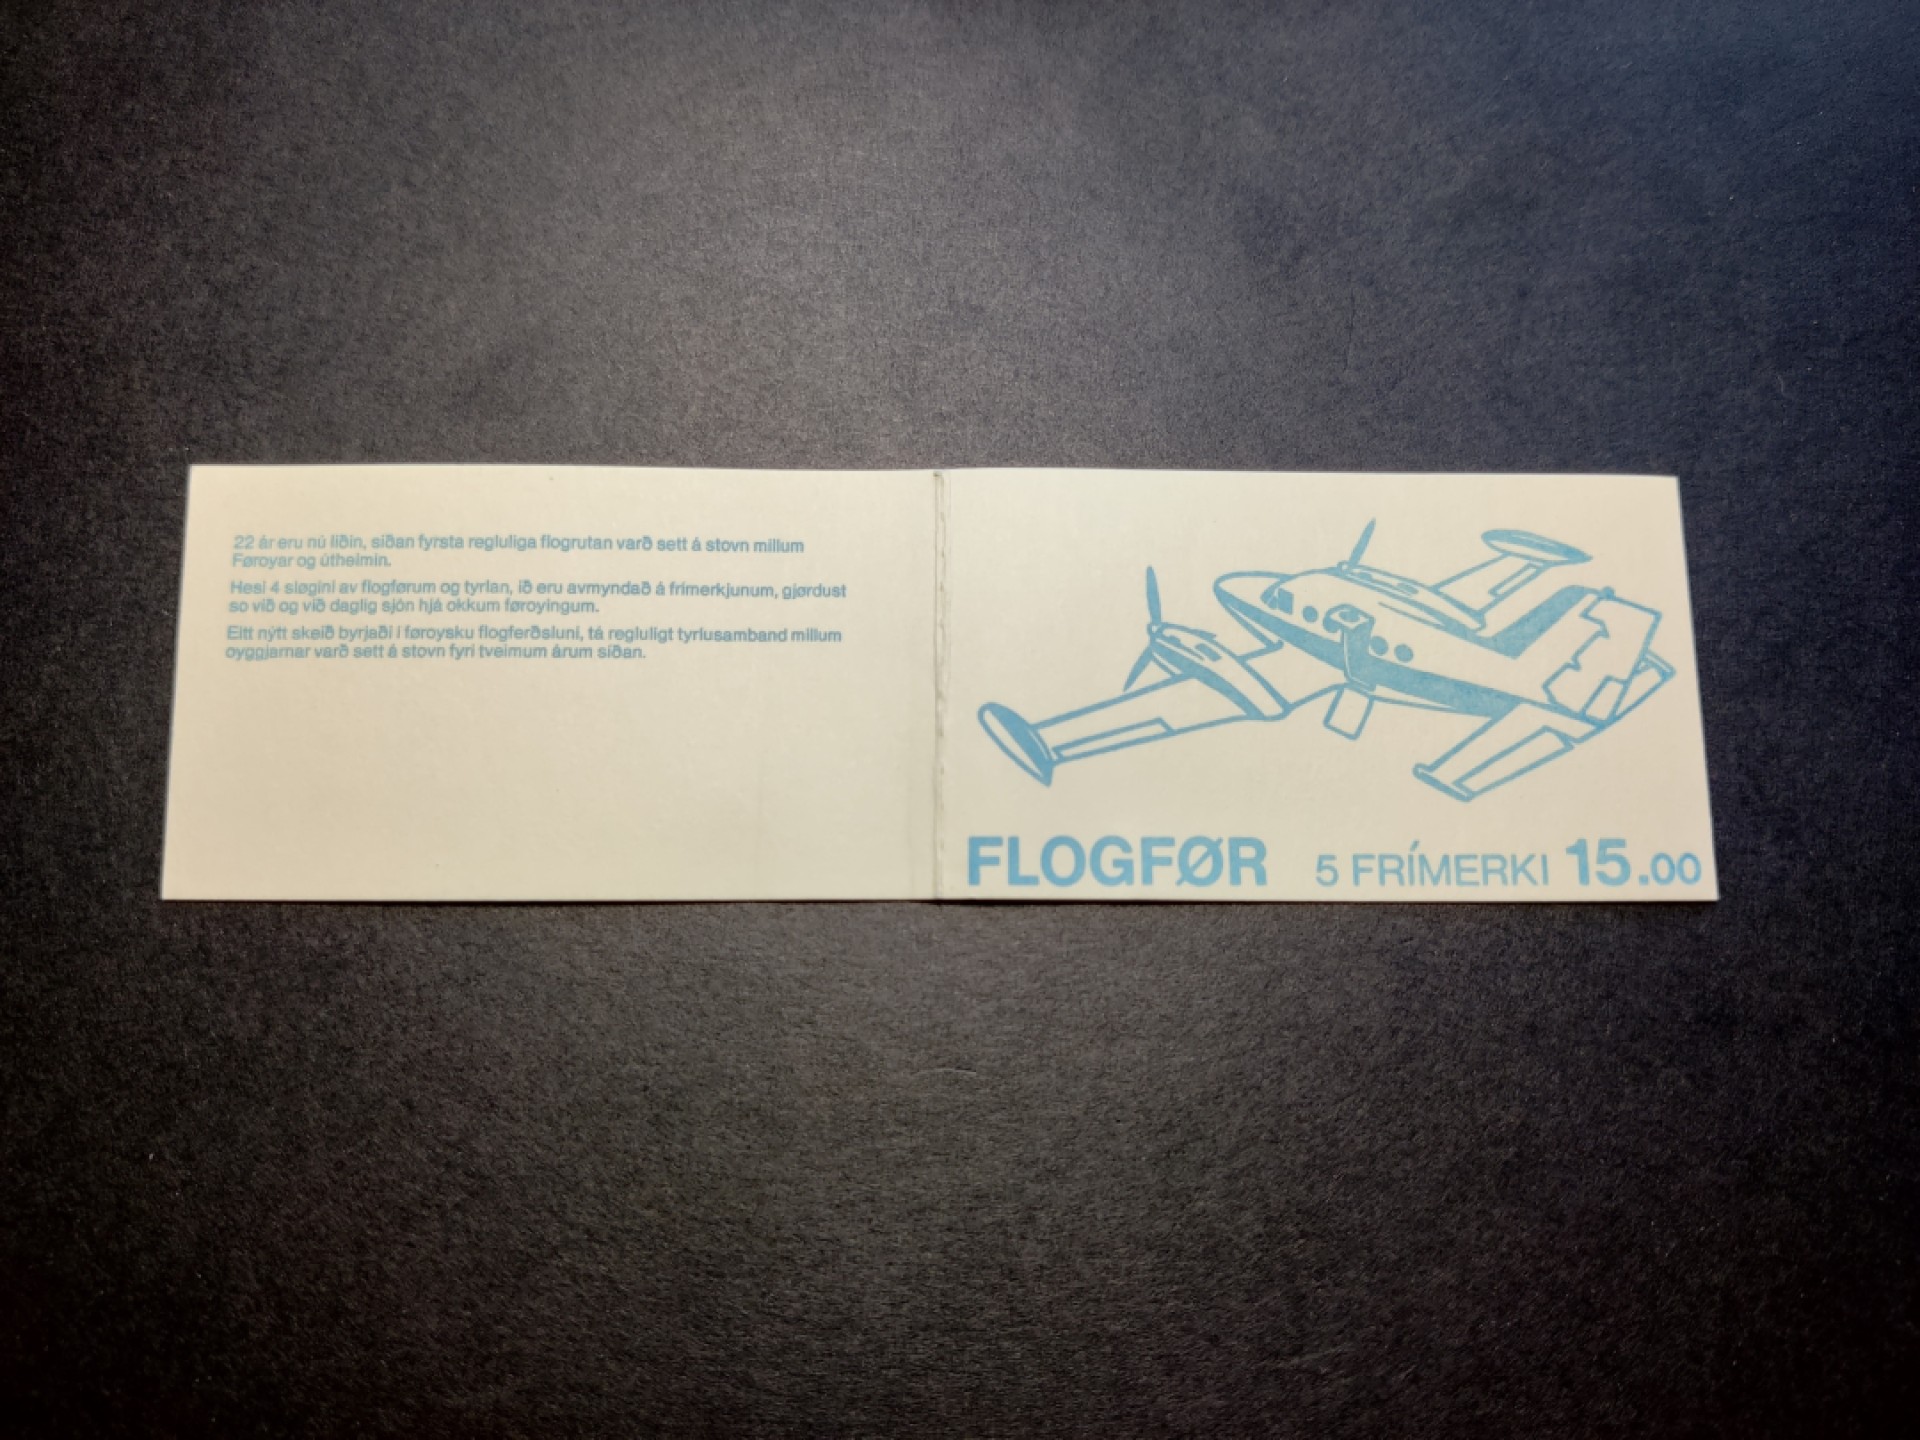 22 ár eru nú liðin, síðan fyrsta regluliga flogrutan varð sett á stovn millum
Føroyar og útheimin.
Hesi 4 sløgini av flogførum og tyrlan, ið eru avmyndað á frímerkjunum, gjørdust
so við og við dagligt sjón hjá okkum føroyingum.
Eitt nýtt skeið byrjaði í føroysku flogferðsluni, tá regluligt tyrlusamband millum
oyggjarnar varð sett á stovn fyri tveimum árum síðan.
FLOGFØR 5 FRÍMERKI 15.00